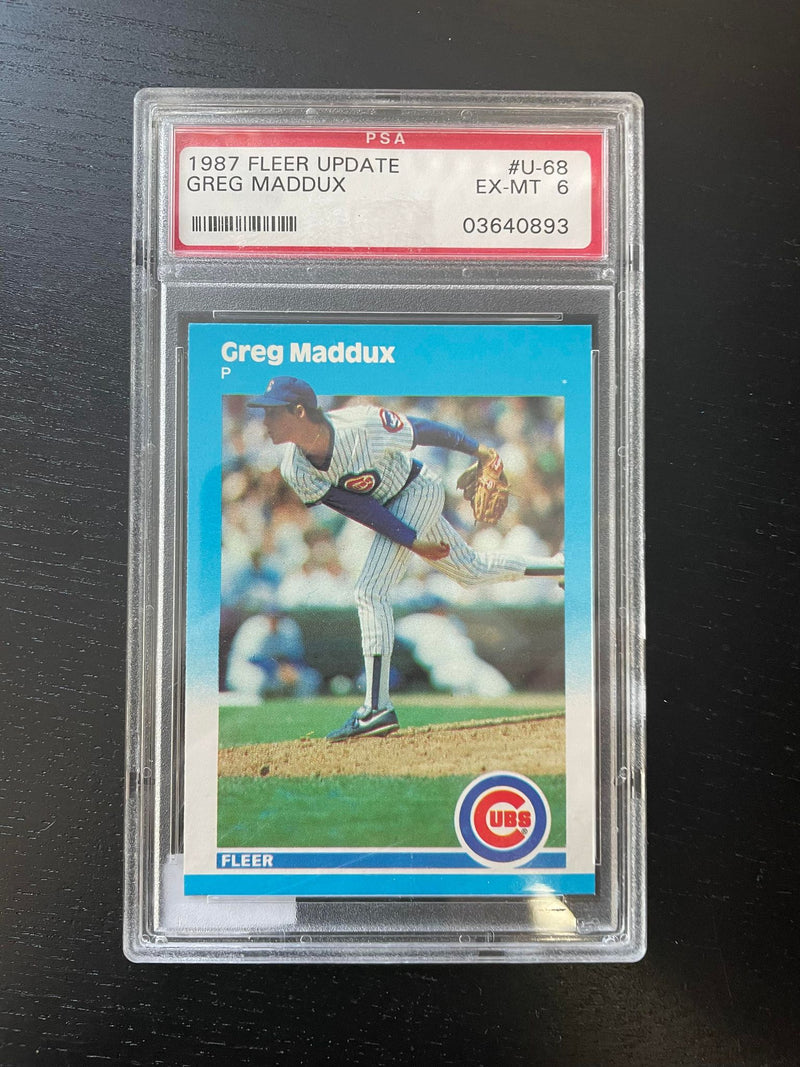 PSA
1987 FLEER UPDATE #U-68
GREG MADDUX EX-MT 6
03640893
Greg Maddux
P
CUBS®
FLEER